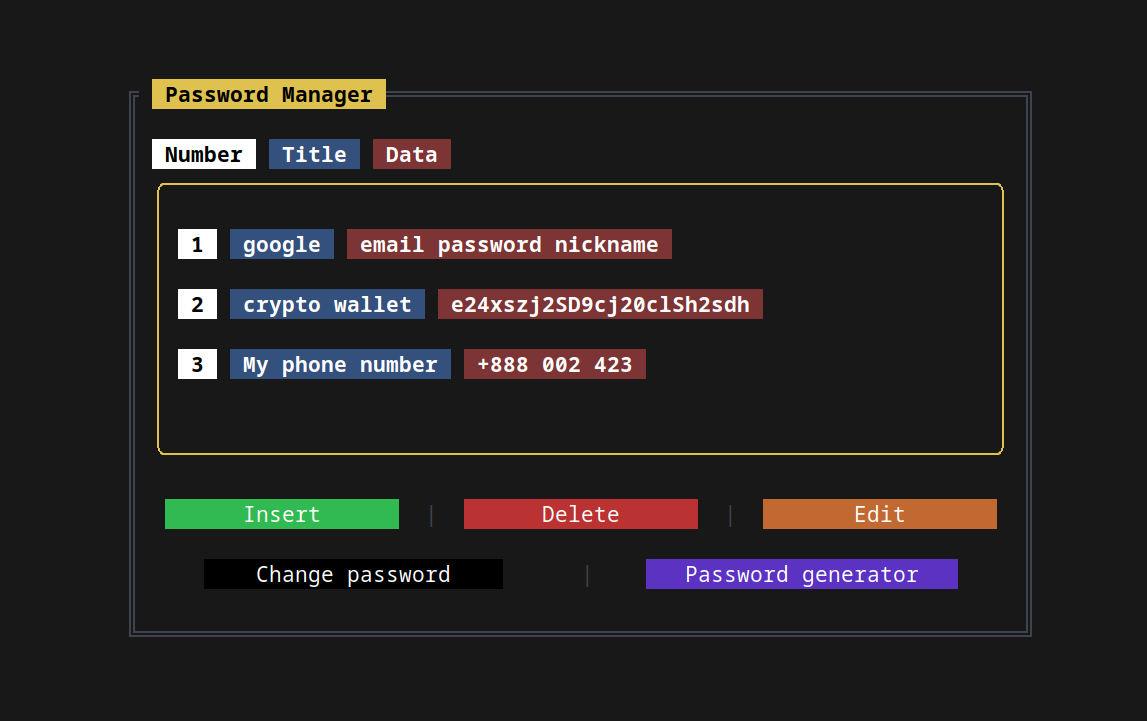 Password Manager
Number Title Data
1 google email password nickname
2 crypto wallet e24xszj2SD9cj20clSh2sdh
3 My phone number +888 002 423
Insert | Delete | Edit
Change password | Password generator